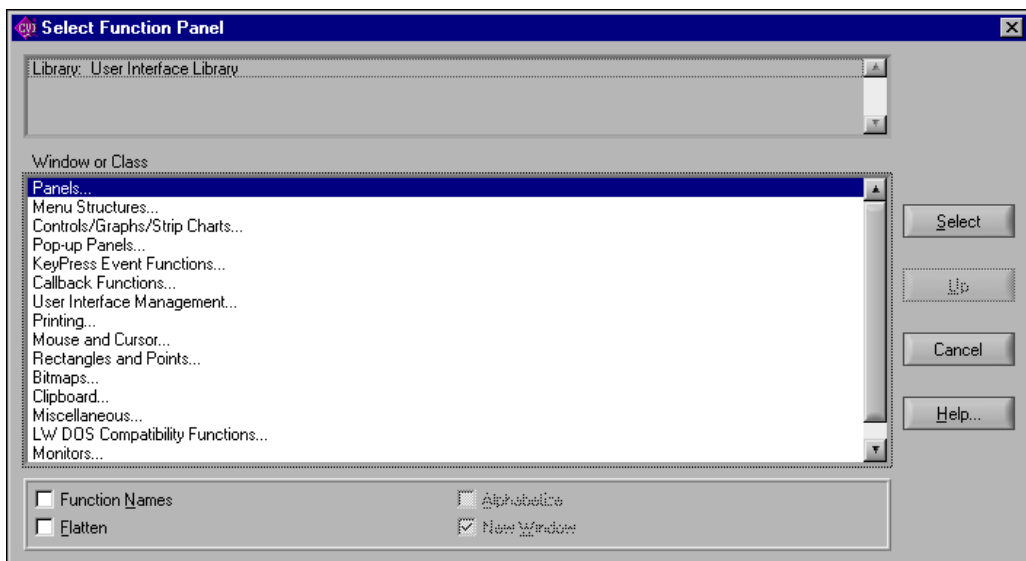 CVI Select Function Panel
Library: User Interface Library
Window or Class
Panels...
Menu Structures...
Controls/Graphs/Strip Charts...
Pop-up Panels...
KeyPress Event Functions...
Callback Functions...
User Interface Management...
Printing...
Mouse and Cursor...
Rectangles and Points...
Bitmaps...
Clipboard...
Miscellaneous...
LW DOS Compatibility Functions...
Monitors...
Select
Up
Cancel
Help...
Function Names
Alphabetize
Flatten
New Window